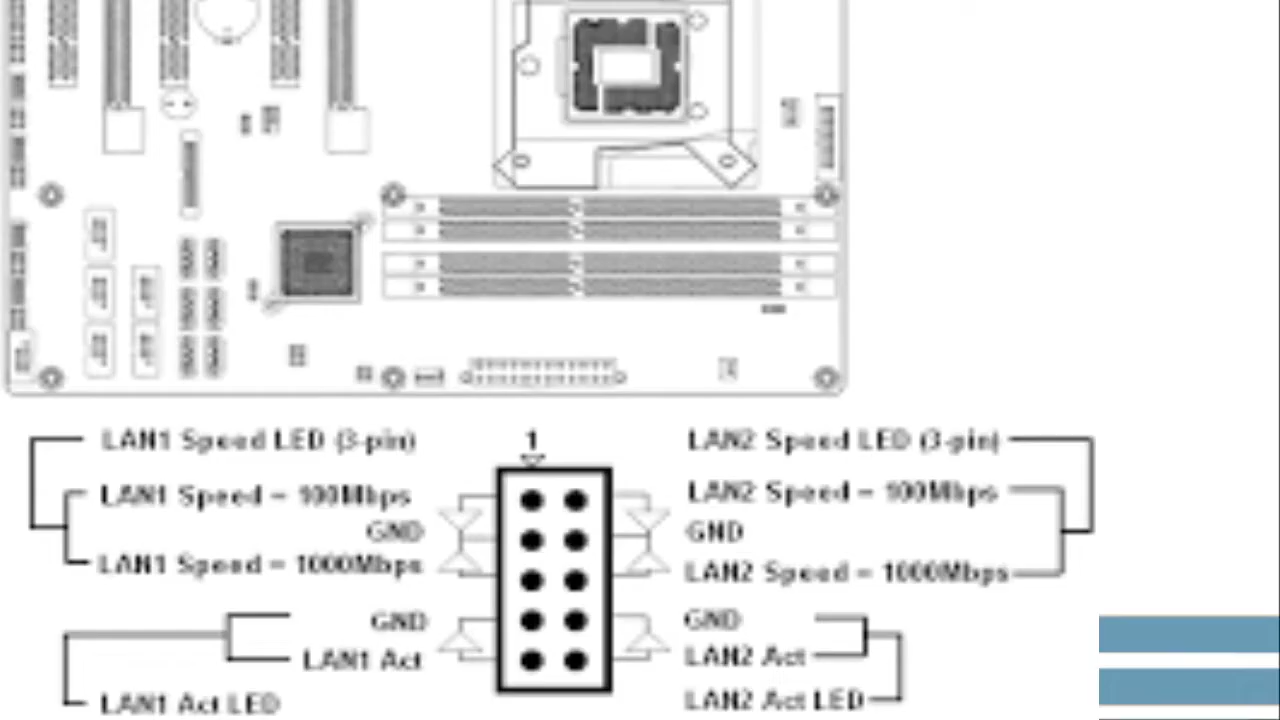 1
LAN1 Speed LED (3-pin)
LAN1 Speed = 100Mbps
GND
LAN1 Speed = 1000Mbps
GND
LAN1 Act
LAN1 Act LED
LAN2 Speed LED (3-pin)
LAN2 Speed = 100Mbps
GND
LAN2 Speed = 1000Mbps
GND
LAN2 Act
LAN2 Act LED